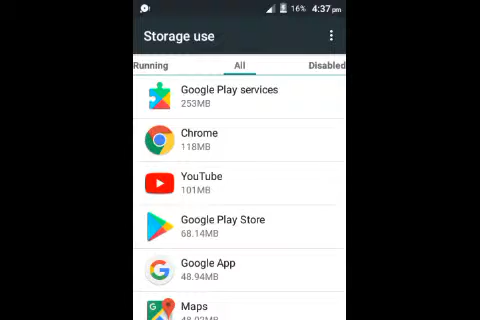 16% 4:37 pm
Storage use
Running All Disabled
Google Play services
253MB
Chrome
118MB
YouTube
101MB
Google Play Store
68.14MB
Google App
48.94MB
Maps